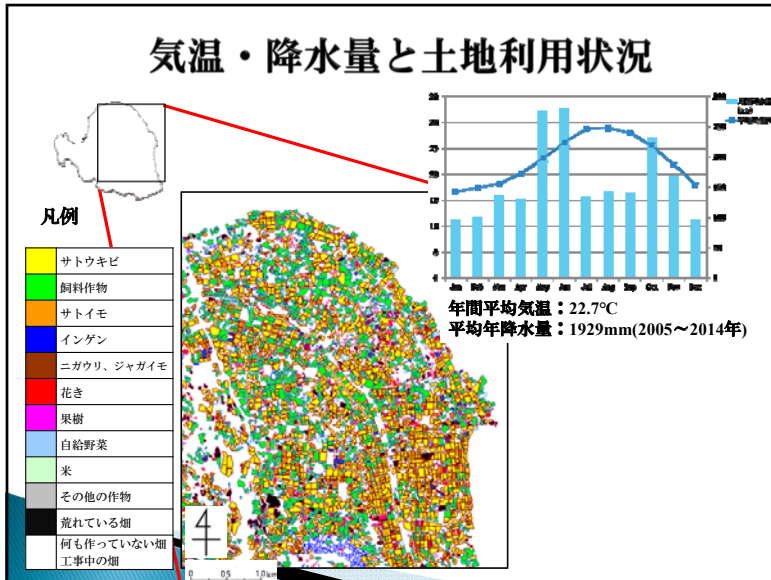 気温・降水量と土地利用状況
凡例
サトウキビ
飼料作物
サトイモ
インゲン
ニガウリ、ジャガイモ
花き
果樹
自給野菜
米
その他の作物
荒れている畑
何も作っていない畑
工事中の畑
Jan Feb Mar Apr May Jun Jul Aug Sep Oct Nov Dec
年間平均気温：22.7℃
平均年降水量：1929mm(2005～2014年)
0 0.5 1.0km